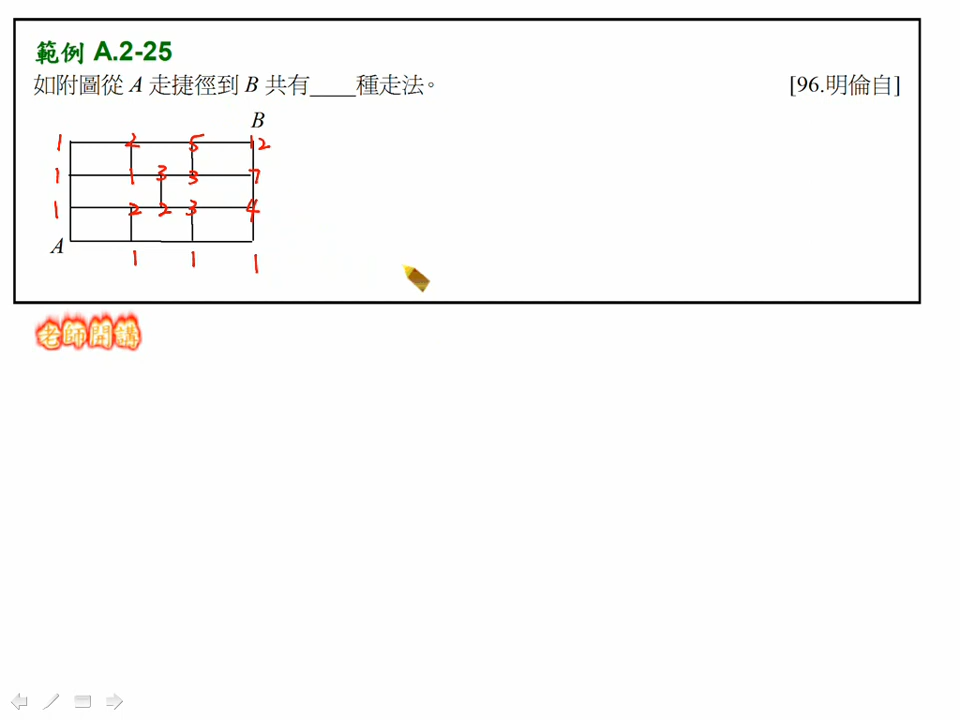 範例 A.2-25
如附圖從 A 走捷徑到 B 共有____種走法。 [96.明倫自]
B
1 2 5 12
1 1 3 3 7
1 2 2 3 4
A
1 1 1
老師開講